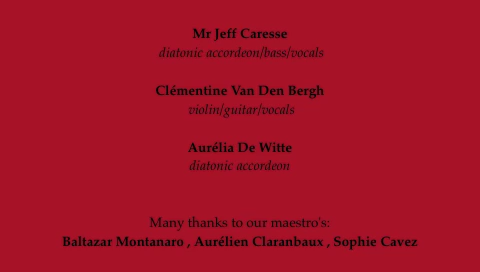 Mr Jeff Caresse
diatonic accordeon/bass/vocals
Clémentine Van Den Bergh
violin/guitar/vocals
Aurélia De Witte
diatonic accordeon
Many thanks to our maestro's:
Baltazar Montanaro , Aurélien Claranbaux , Sophie Cavez